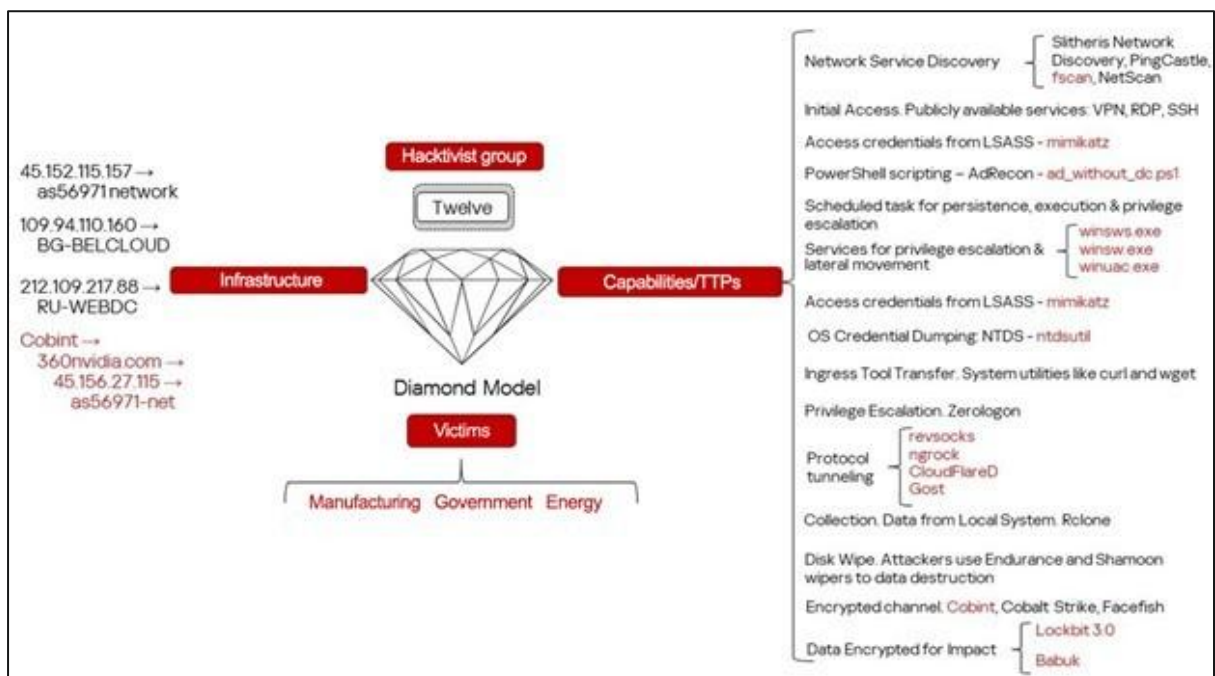 45.152.115.157 →
as56971 network
109.94.110.160 →
BG-BELCLOUD
212.109.217.88 →
RU-WEBDC
Cobint →
360nvidia.com →
45.156.27.115 →
as56971-net
Infrastructure
Hacktivist group
Twelve
Diamond Model
Victims
Manufacturing Government Energy
Capabilities/TTPs
Network Service Discovery
Slitheris Network
Discovery, PingCastle,
fscan, NetScan
Initial Access. Publicly available services: VPN, RDP, SSH
Access credentials from LSASS - mimikatz
PowerShell scripting – AdRecon - ad_without_dc.ps1
Scheduled task for persistence, execution & privilege
escalation
Services for privilege escalation &
lateral movement
winsws.exe
winsw.exe
winuac.exe
Access credentials from LSASS - mimikatz
OS Credential Dumping: NTDS - ntdsutil
Ingress Tool Transfer. System utilities like curl and wget
Privilege Escalation. Zerologon
Protocol
tunneling
revsocks
ngrock
CloudFlareD
Gost
Collection. Data from Local System. Rclone
Disk Wipe. Attackers use Endurance and Shamoon
wipers to data destruction
Encrypted channel. Cobint, Cobalt Strike, Facefish
Data Encrypted for Impact
Lockbit 3.0
Babuk